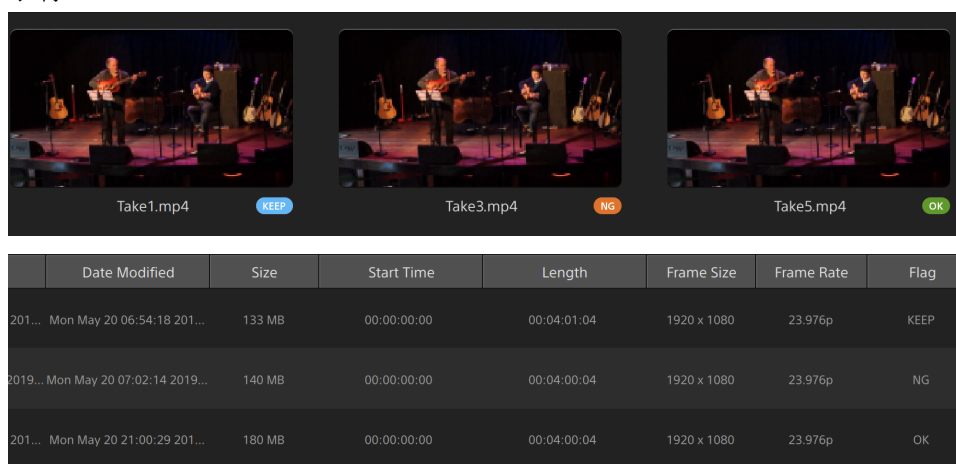 Take1.mp4 KEEP Take3.mp4 NG Take5.mp4 OK
Date Modified Size Start Time Length Frame Size Frame Rate Flag
201... Mon May 20 06:54:18 201... 133 MB 00:00:00:00 00:04:01:04 1920 x 1080 23.976p KEEP
2019... Mon May 20 07:02:14 2019... 140 MB 00:00:00:00 00:04:00:04 1920 x 1080 23.976p NG
201... Mon May 20 21:00:29 201... 180 MB 00:00:00:00 00:04:00:04 1920 x 1080 23.976p OK